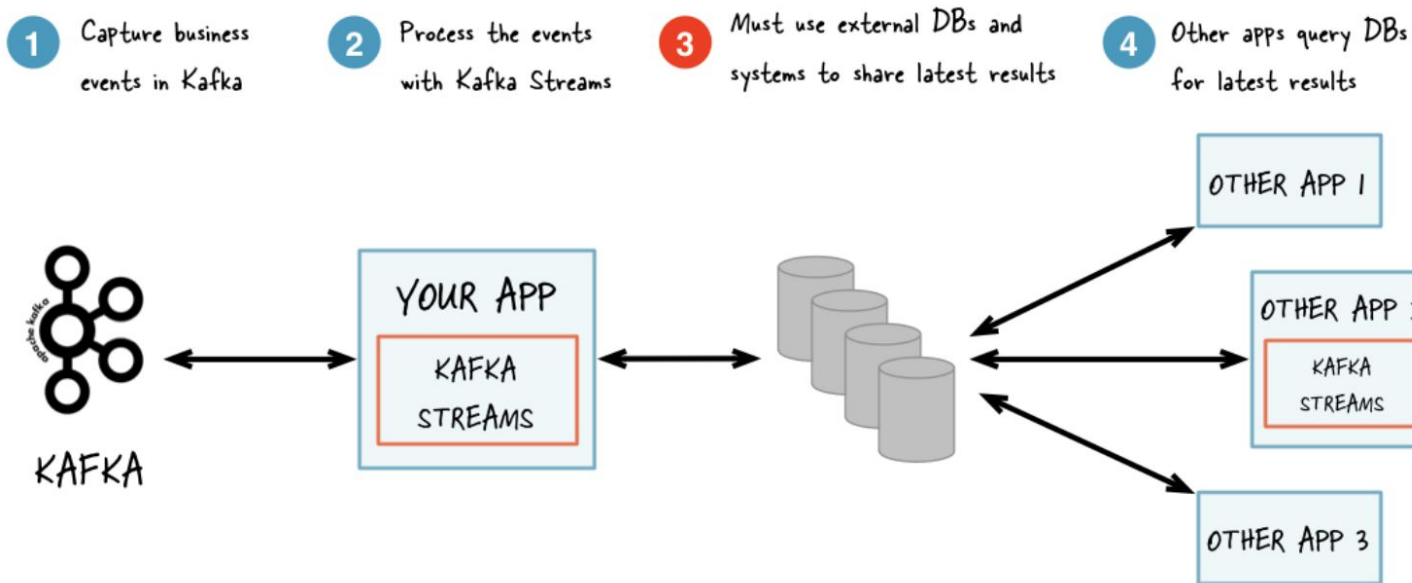 1
Capture business
events in Kafka
2
Process the events
with Kafka Streams
3
Must use external DBs and
systems to share latest results
4
Other apps query DBs
for latest results
OTHER APP 1
apache kafka
YOUR APP
KAFKA
STREAMS
OTHER APP
KAFKA
STREAMS
KAFKA
OTHER APP 3